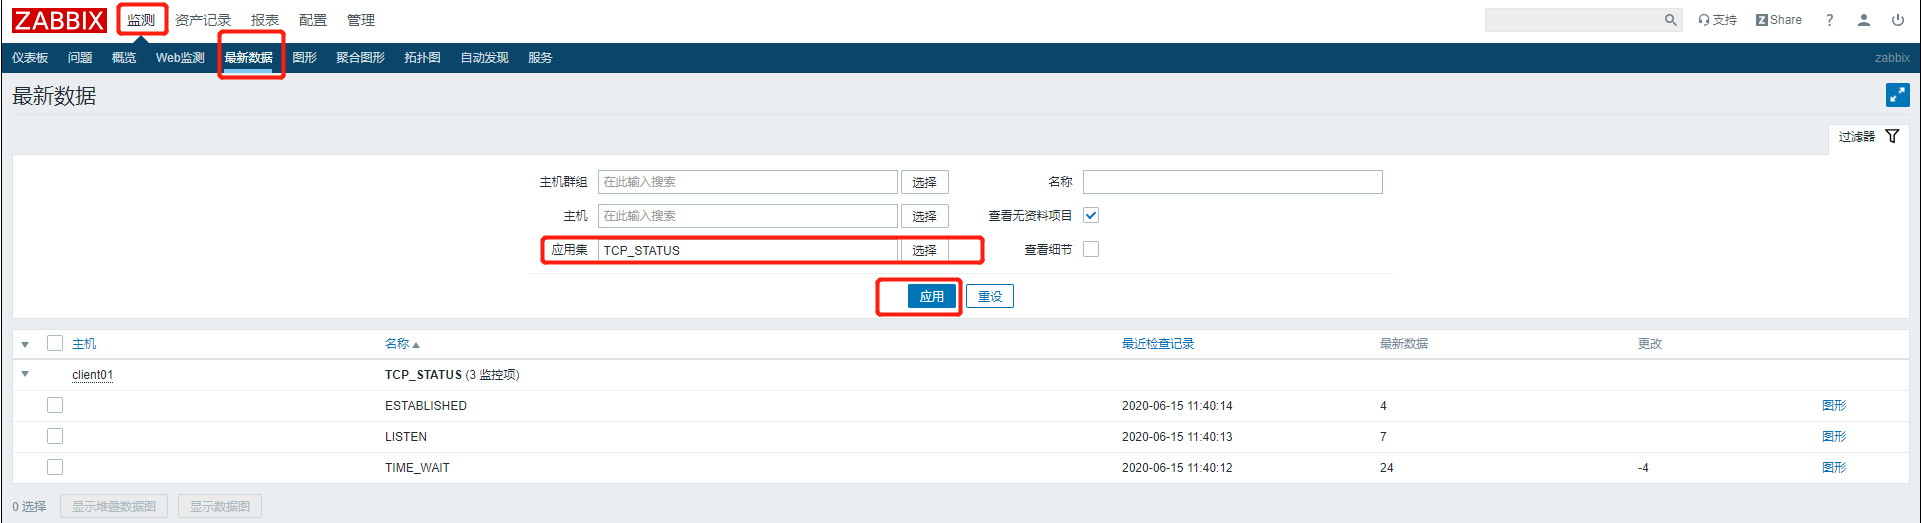 ZABBIX 监测 资产记录 报表 配置 管理 支持 Z Share ?
仪表板 问题 概览 Web监测 最新数据 图形 聚合图形 拓扑图 自动发现 服务 zabbix
最新数据
过滤器
主机群组 在此输入搜索 选择 名称
主机 在此输入搜索 选择 查看无资料项目
应用集 TCP_STATUS 选择 查看细节
应用 重设
主机 名称 最近检查记录 最新数据 更改
client01 TCP_STATUS (3 监控项)
ESTABLISHED 2020-06-15 11:40:14 4 图形
LISTEN 2020-06-15 11:40:13 7 图形
TIME_WAIT 2020-06-15 11:40:12 24 -4 图形
0 选择 显示堆叠数据图 显示数据图